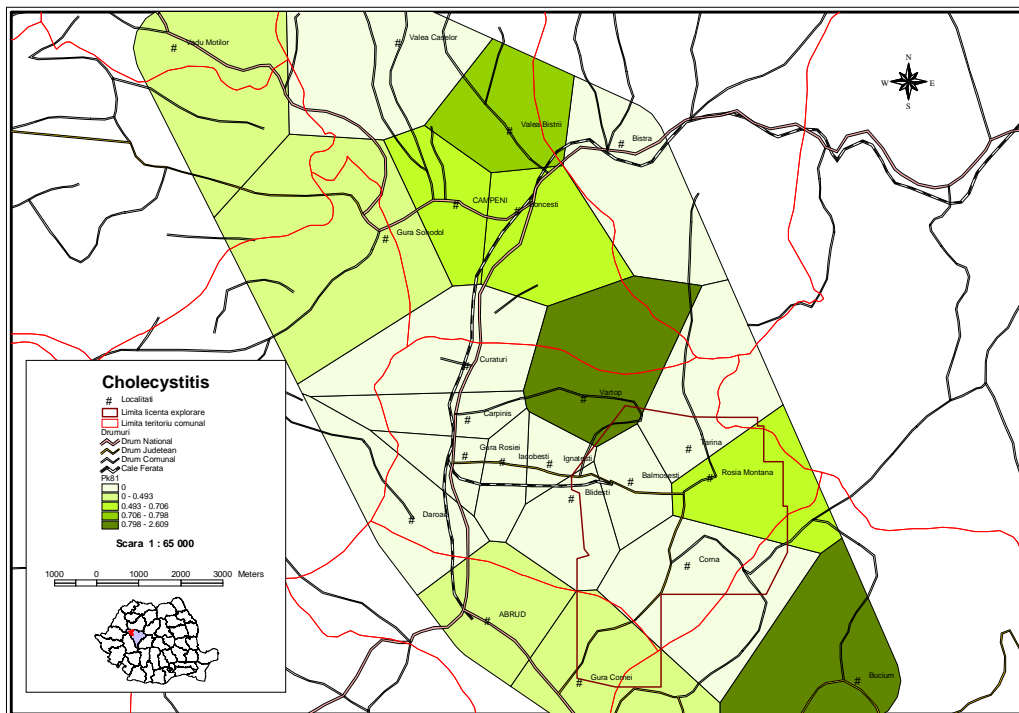 Vadu Motilor
Valea Caselor
N
W E
S
Valea Bistrii
Bistra
CAMPENI
Boncesti
Gura Sohodol
Curaturi
Vartop
Carpinis
Gura Rosiei
Iacobesti
Ignatesti
Tarina
Balmosesti
Rosia Montana
Blidesti
Daroaia
Corna
ABRUD
Gura Cornei
Bucium
Cholecystitis
# Localitati
Limita licenta explorare
Limita teritoriu comunal
Drumuri
Drum National
Drum Judetean
Drum Comunal
Cale Ferata
Pk81
0
0 - 0.493
0.493 - 0.706
0.706 - 0.798
0.798 - 2.609
Scara 1 : 65 000
1000 0 1000 2000 3000 Meters